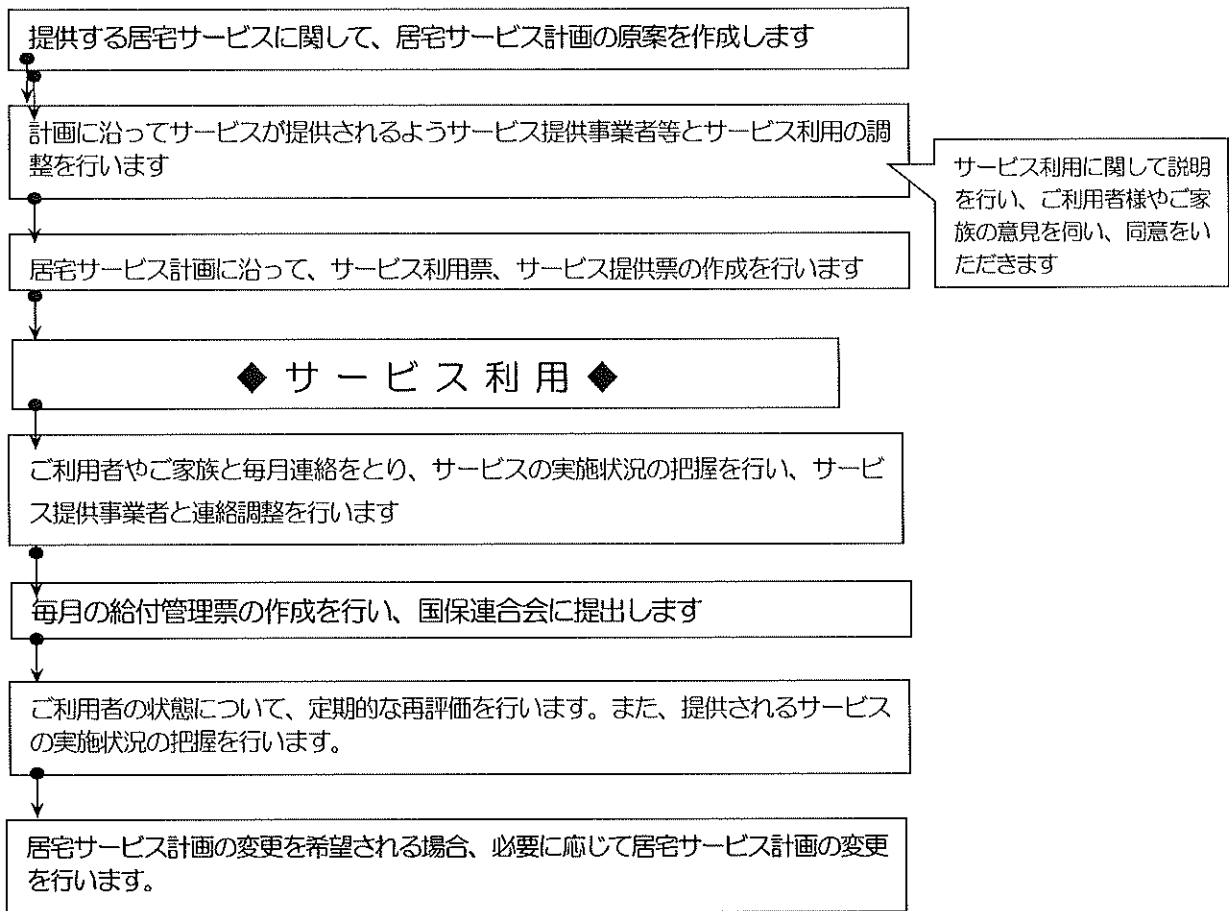 提供する居宅サービスに関して、居宅サービス計画の原案を作成します
計画に沿ってサービスが提供されるようサービス提供事業者等とサービス利用の調
整を行います
サービス利用に関して説明
を行い、ご利用者様やご家
族の意見を伺い、同意をい
ただきます
居宅サービス計画に沿って、サービス利用票、サービス提供票の作成を行います
◆サービス利用◆
ご利用者やご家族と毎月連絡をとり、サービスの実施状況の把握を行い、サービ
ス提供事業者と連絡調整を行います
毎月の給付管理票の作成を行い、国保連合会に提出します
ご利用者の状態について、定期的な再評価を行います。また、提供されるサービス
の実施状況の把握を行います。
居宅サービス計画の変更を希望される場合、必要に応じて居宅サービス計画の変更
を行います。